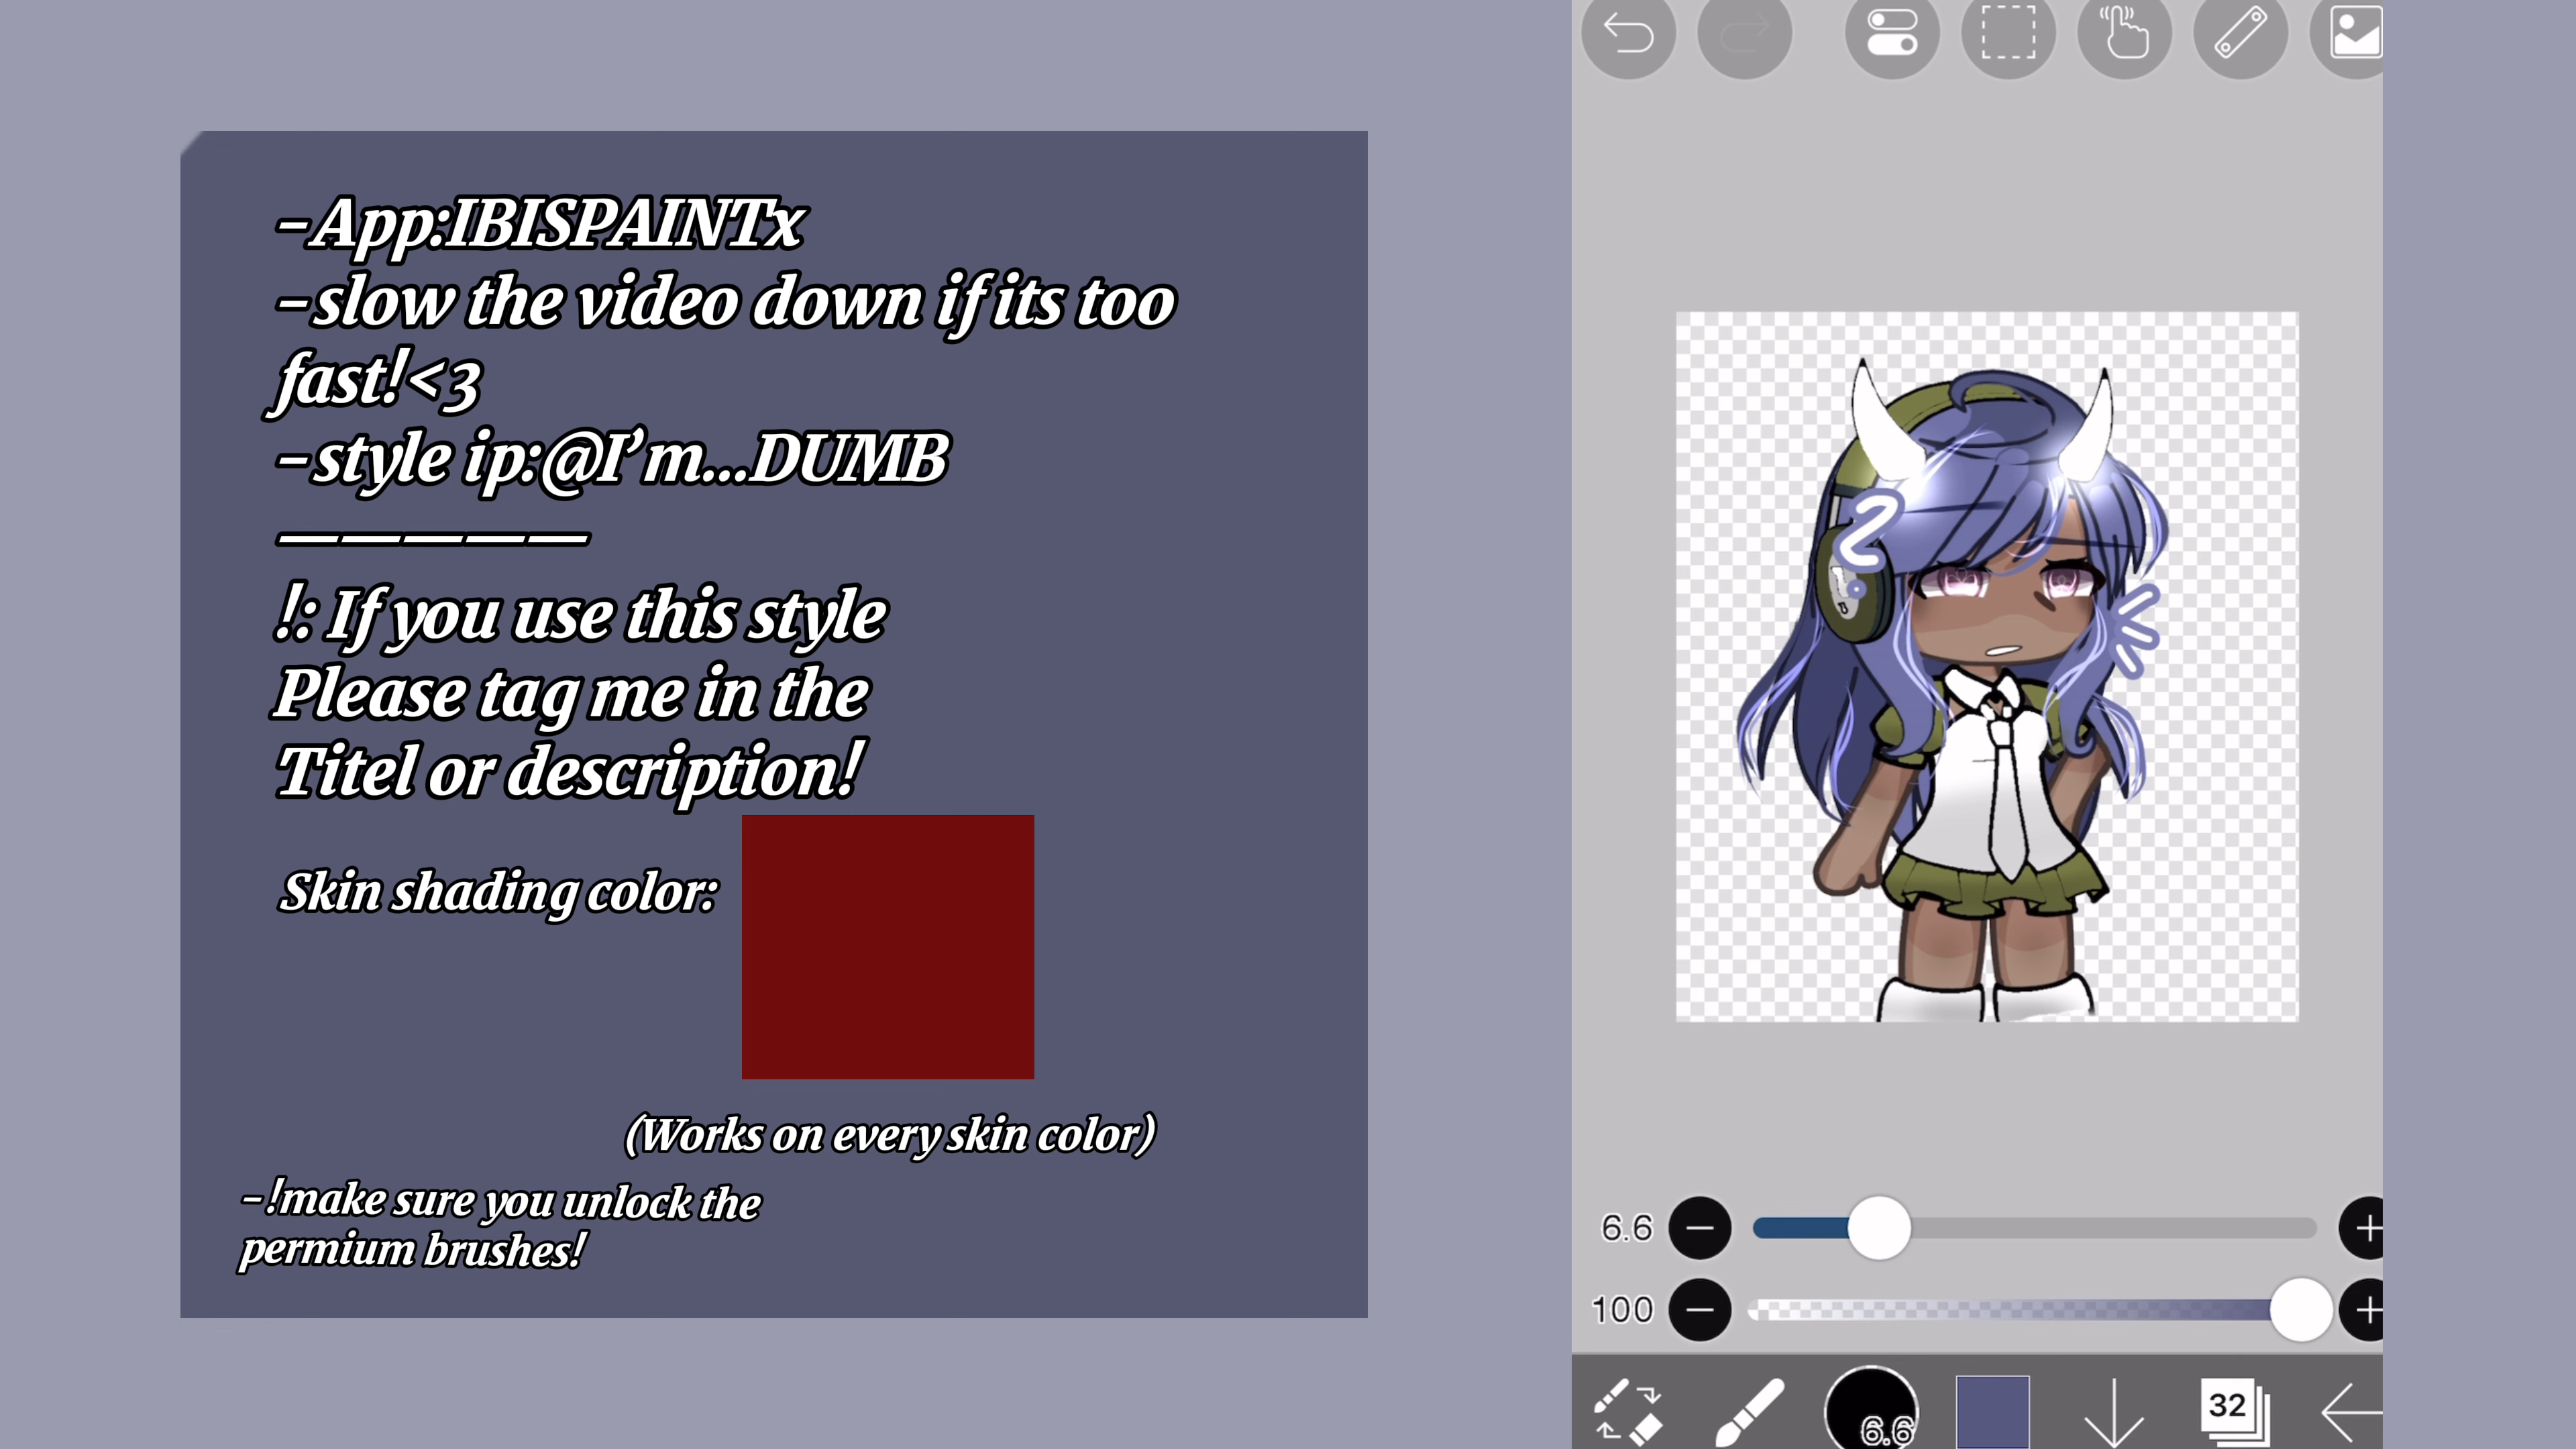 -App:IBISPAINTx
-slow the video down if its too
fast!<3
-style ip:@I'm...DUMB
—————
!: If you use this style
Please tag me in the
Titel or description!
Skin shading color:
(Works on every skin color)
-!make sure you unlock the
permium brushes!
?
6.6
100
6.6
32